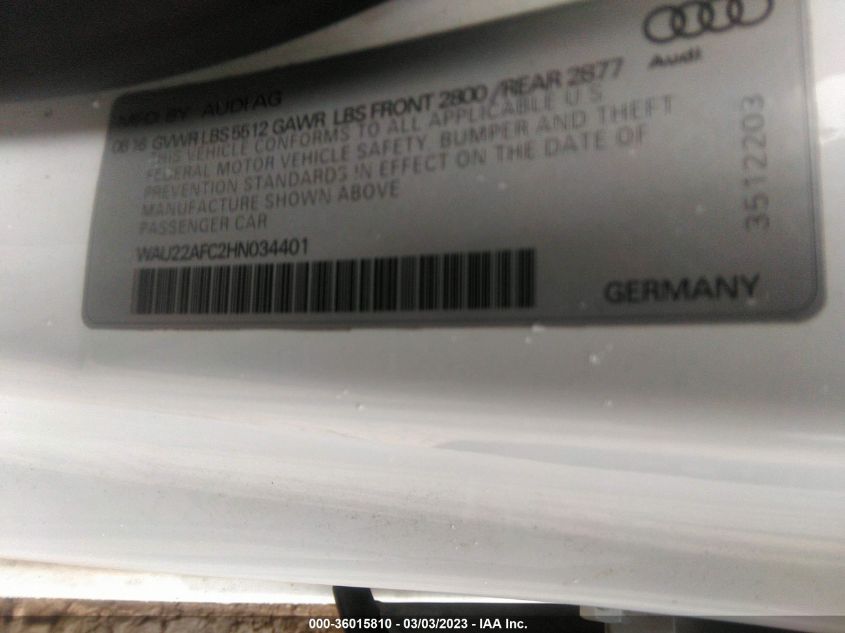 Audi
MFD BY AUDI AG
08 16 GVWR LBS 5512 GAWR LBS FRONT 2800 / REAR 2877
THIS VEHICLE CONFORMS TO ALL APPLICABLE U S
FEDERAL MOTOR VEHICLE SAFETY, BUMPER AND THEFT
PREVENTION STANDARDS IN EFFECT ON THE DATE OF
MANUFACTURE SHOWN ABOVE
PASSENGER CAR
WAU22AFC2HN034401
GERMANY
3512203
000-36015810 - 03/03/2023 - IAA Inc.